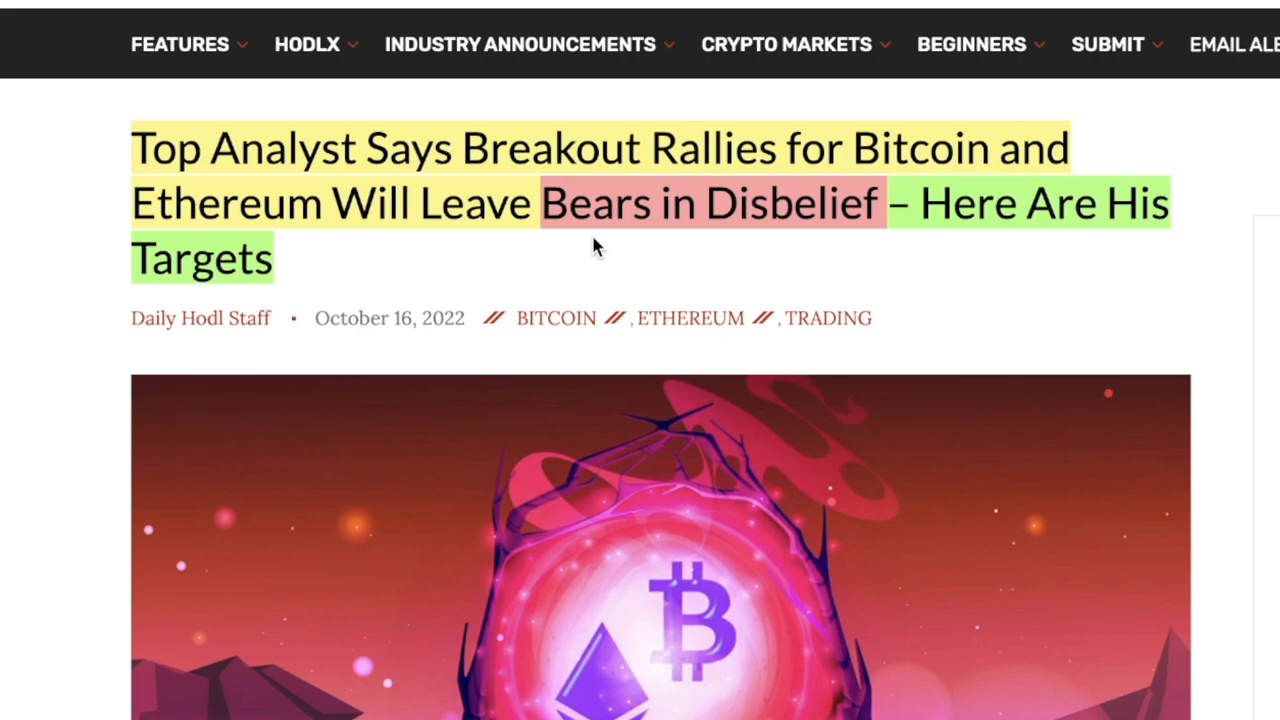 FEATURES HODLX INDUSTRY ANNOUNCEMENTS CRYPTO MARKETS BEGINNERS SUBMIT EMAIL ALE
Top Analyst Says Breakout Rallies for Bitcoin and
Ethereum Will Leave Bears in Disbelief – Here Are His
Targets
Daily Hodl Staff · October 16, 2022 // BITCOIN // , ETHEREUM // , TRADING